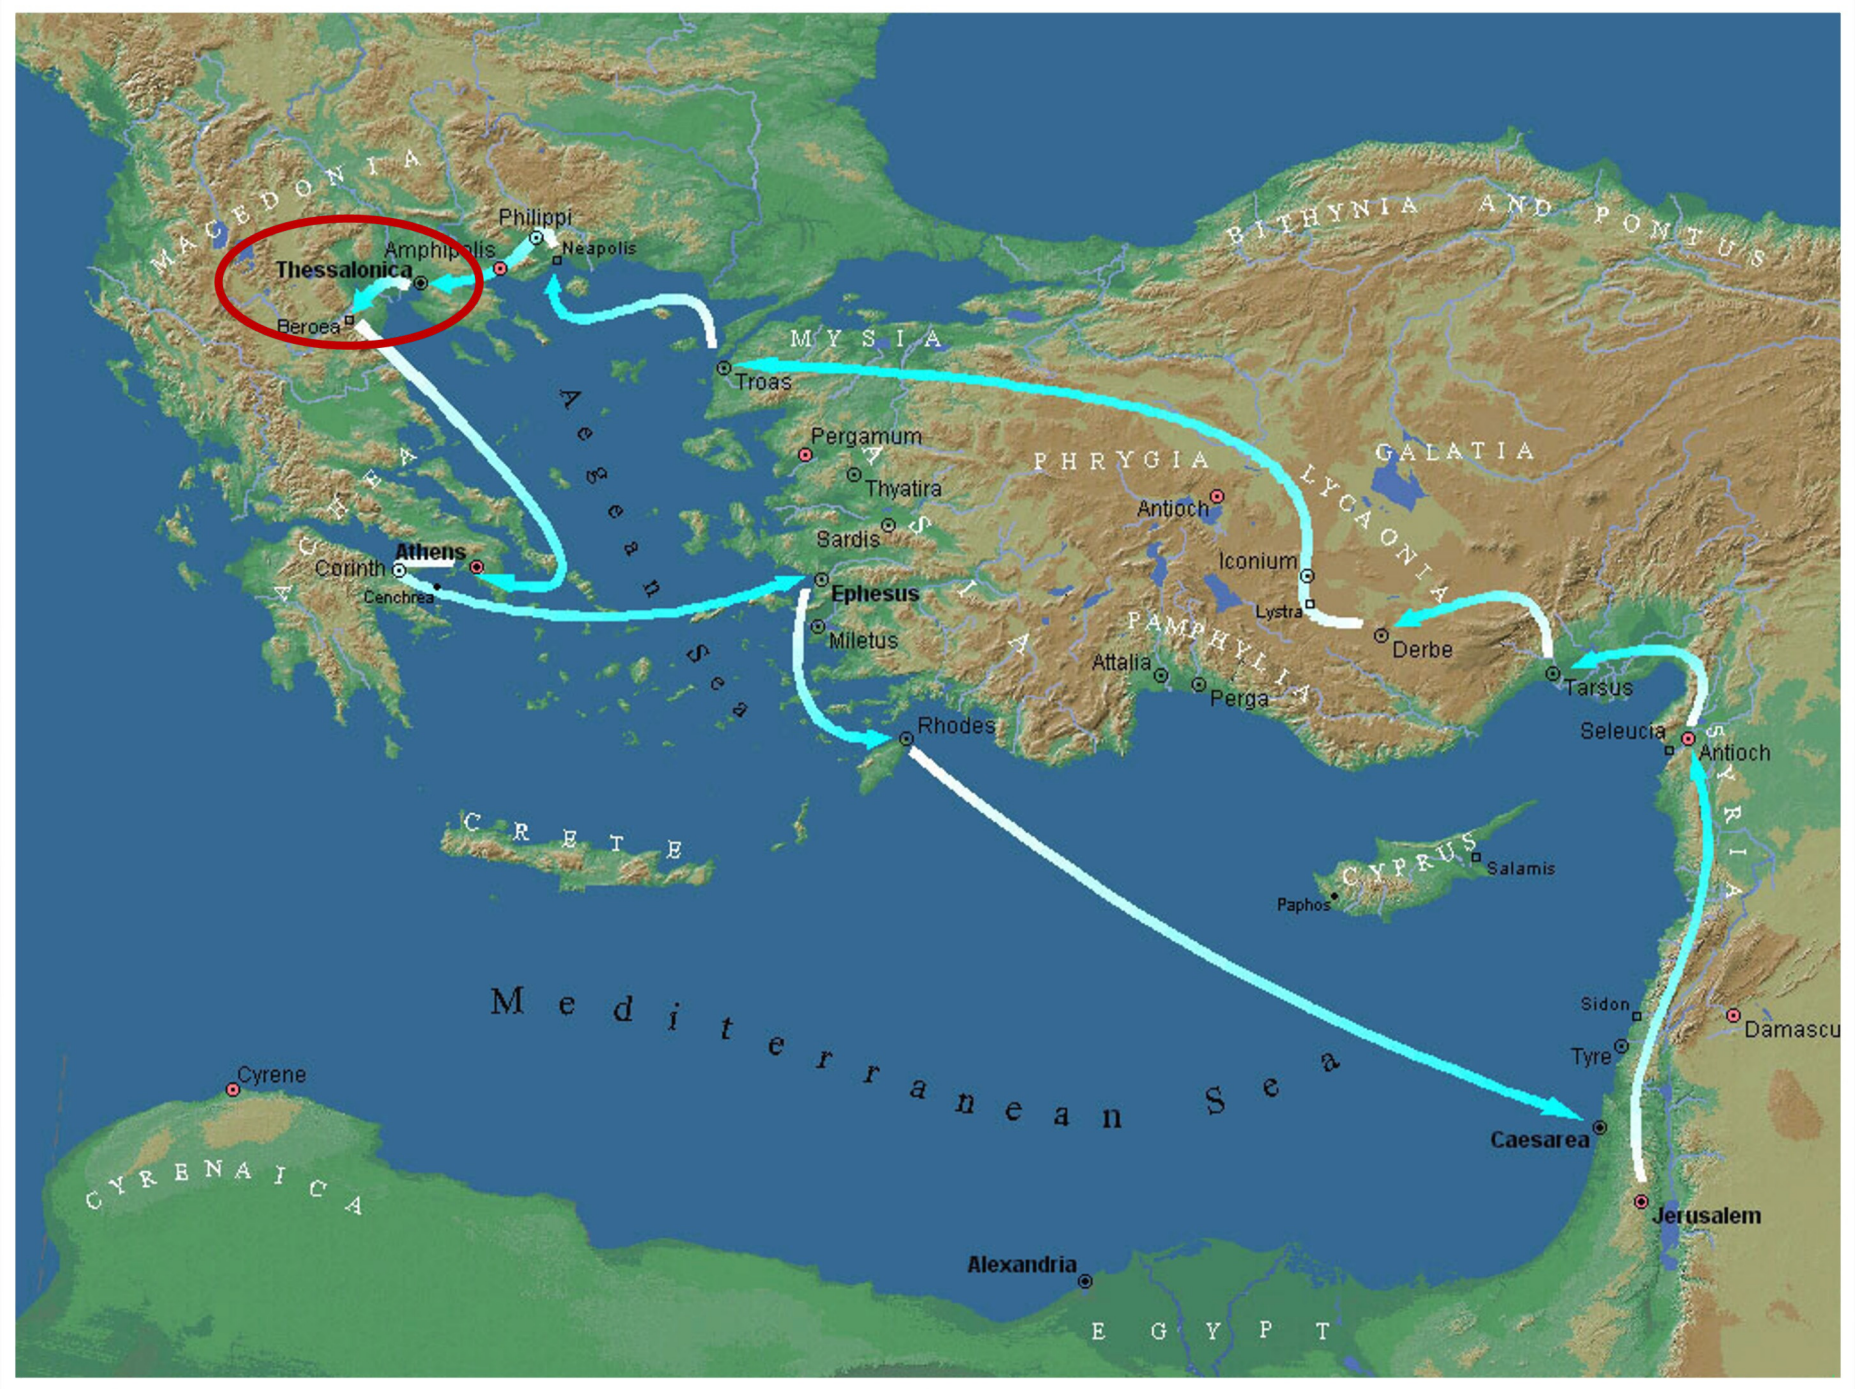 MACEDONIA
Philippi
Neapolis
Amphipolis
Thessalonica
Beroea
BITHYNIA AND PONTUS
MYSIA
Troas
Aegean Sea
Pergamum
Thyatira
Sardis
ASIA
PHRYGIA
GALATIA
LYCAONIA
Antioch
Iconium
Lystra
Derbe
ACHEA
Athens
Corinth
Cenchrea
Ephesus
Miletus
PAMPHYLIA
Attalia
Perga
Tarsus
Seleucia
Antioch
SYRIA
Rhodes
CRETE
CYPRUS
Salamis
Paphos
Mediterranean Sea
Sidon
Tyre
Damascu
Cyrene
CYRENAICA
Caesarea
Jerusalem
Alexandria
EGYPT